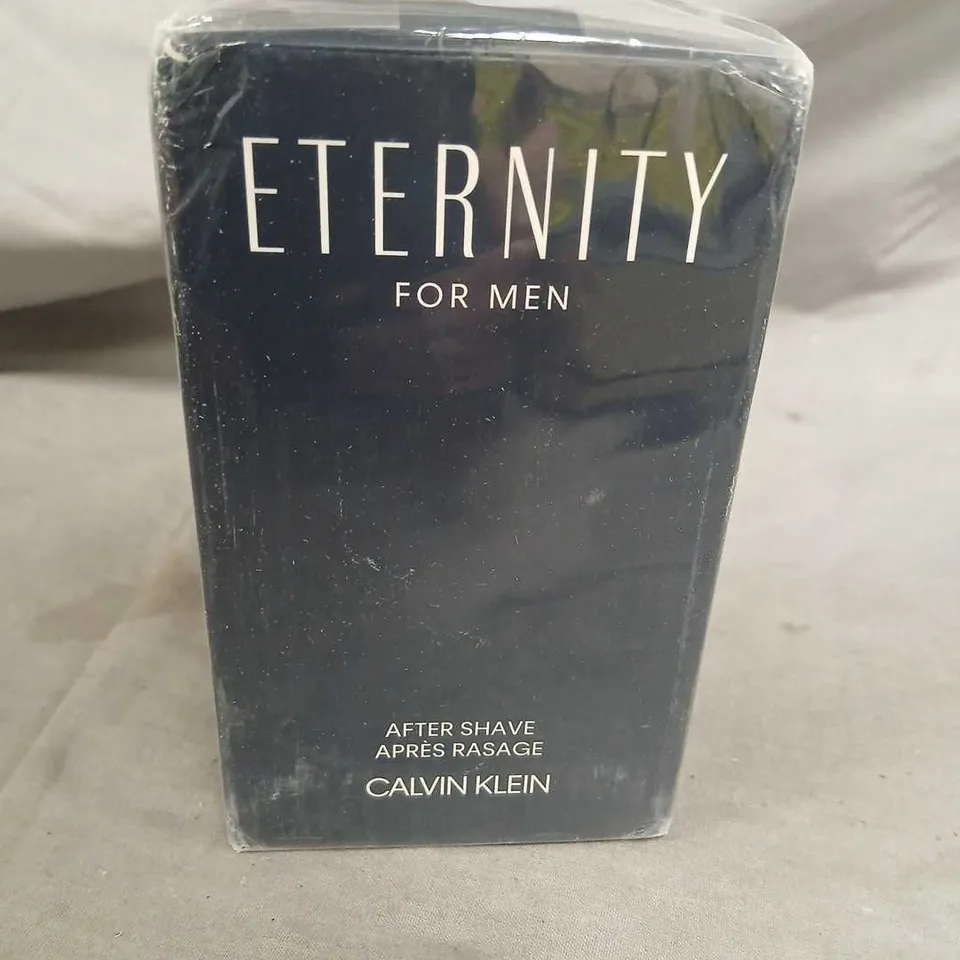 ETERNITY
FOR MEN
AFTER SHAVE
APRÈS RASAGE
CALVIN KLEIN